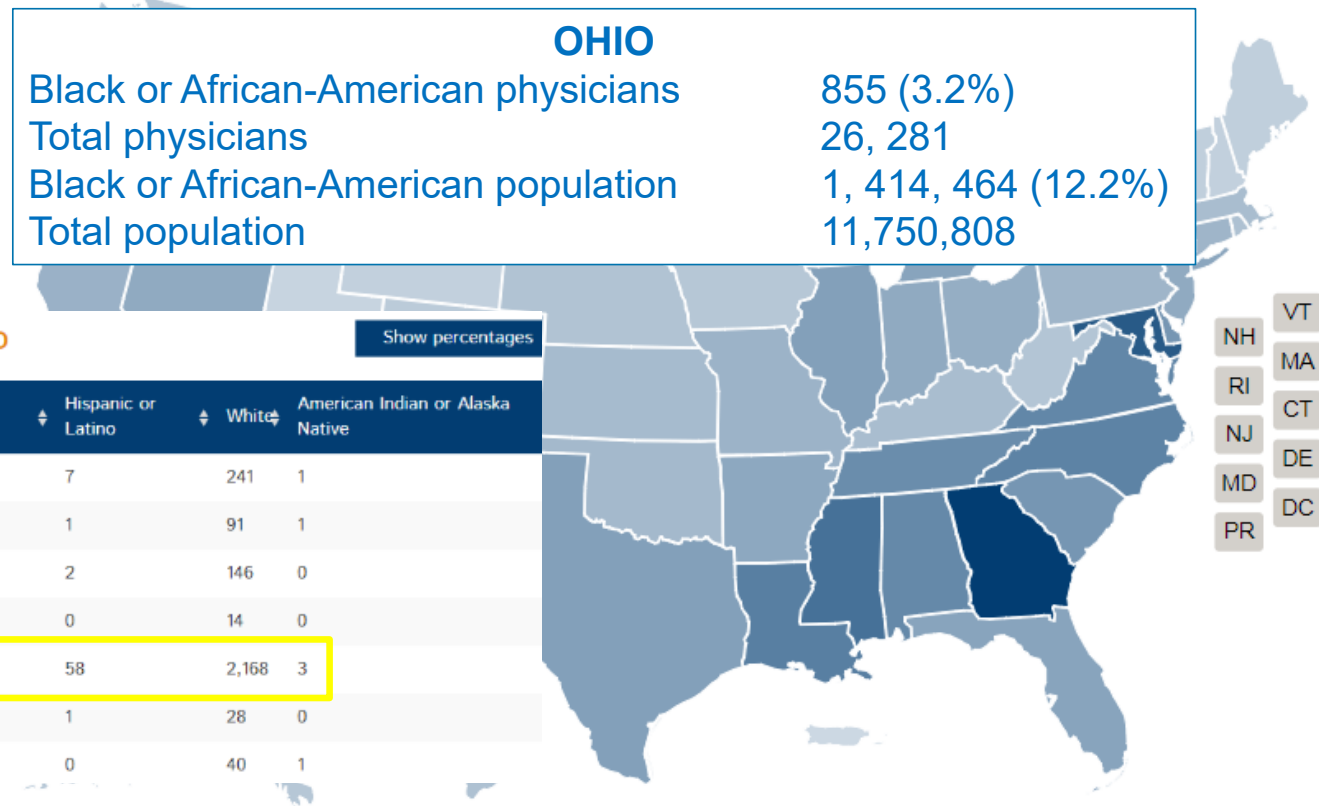 OHIO
Black or African-American physicians 855 (3.2%)
Total physicians 26, 281
Black or African-American population 1, 414, 464 (12.2%)
Total population 11,750,808
Show percentages
Hispanic or Latino White American Indian or Alaska Native
7 241 1
1 91 1
2 146 0
0 14 0
58 2,168 3
1 28 0
0 40 1
VT
NH
MA
RI
CT
NJ
DE
MD
DC
PR